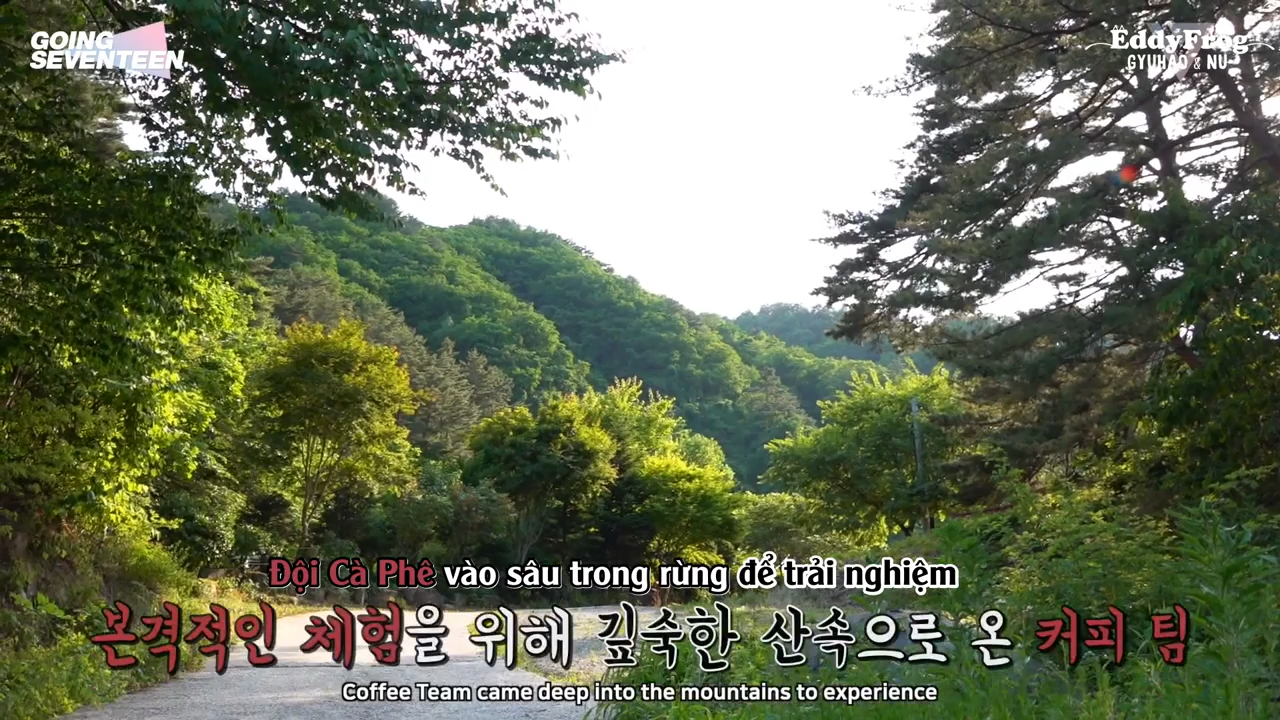 GOING
SEVENTEEN
EddyFrog
GYUHAO & NU
Đội Cà Phê vào sâu trong rừng để trải nghiệm
본격적인 체험을 위해 깊숙한 산속으로 온 커피 팀
Coffee Team came deep into the mountains to experience